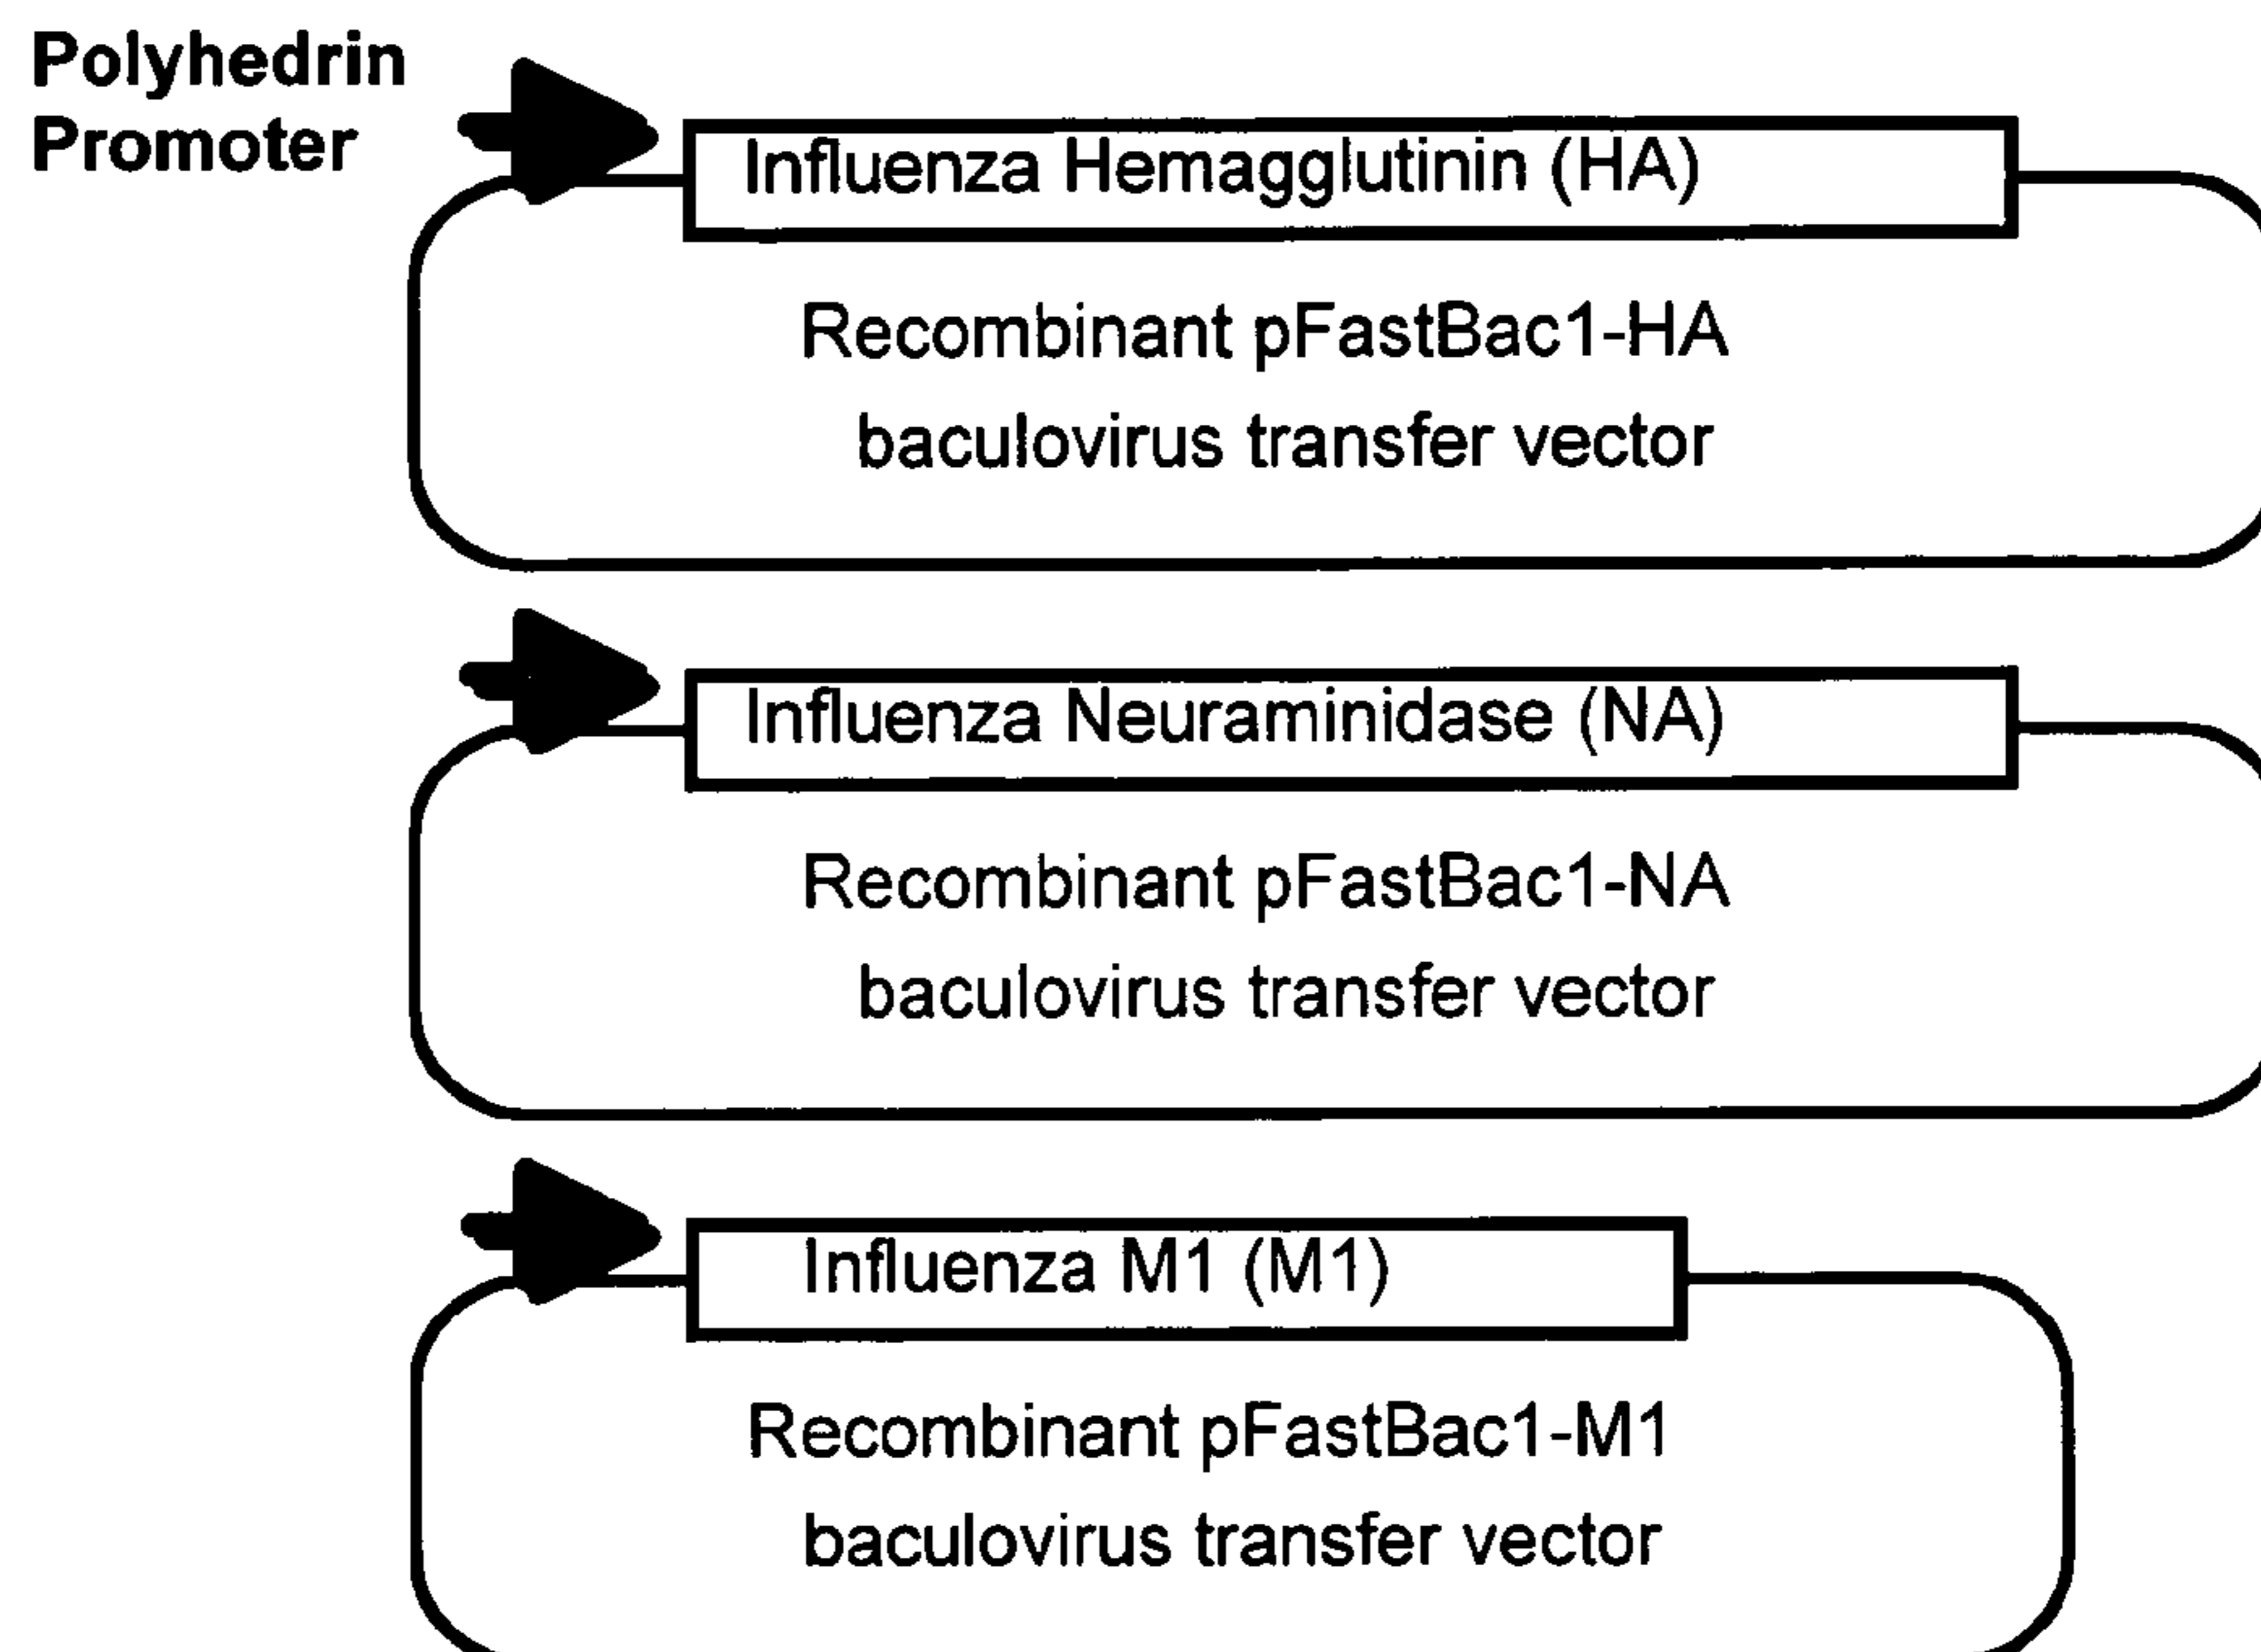 Polyhedrin
Promoter
Influenza Hemagglutinin (HA)
Recombinant pFastBac1-HA
baculovirus transfer vector
Influenza Neuraminidase (NA)
Recombinant pFastBac1-NA
baculovirus transfer vector
Influenza M1 (M1)
Recombinant pFastBac1-M1
baculovirus transfer vector